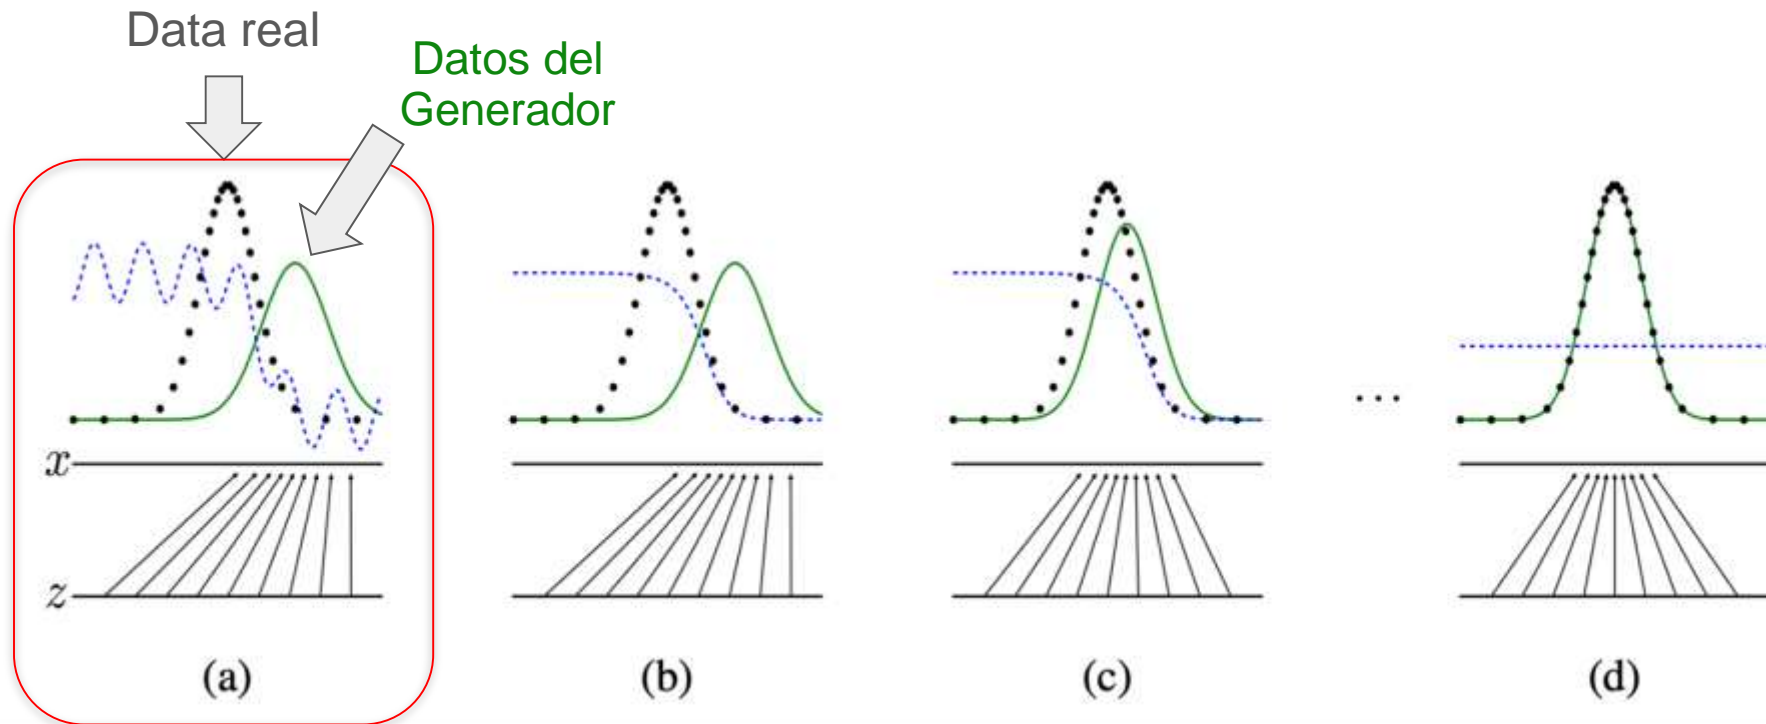 Data real
Datos del
Generador
x
z
...
(a)
(b)
(c)
(d)